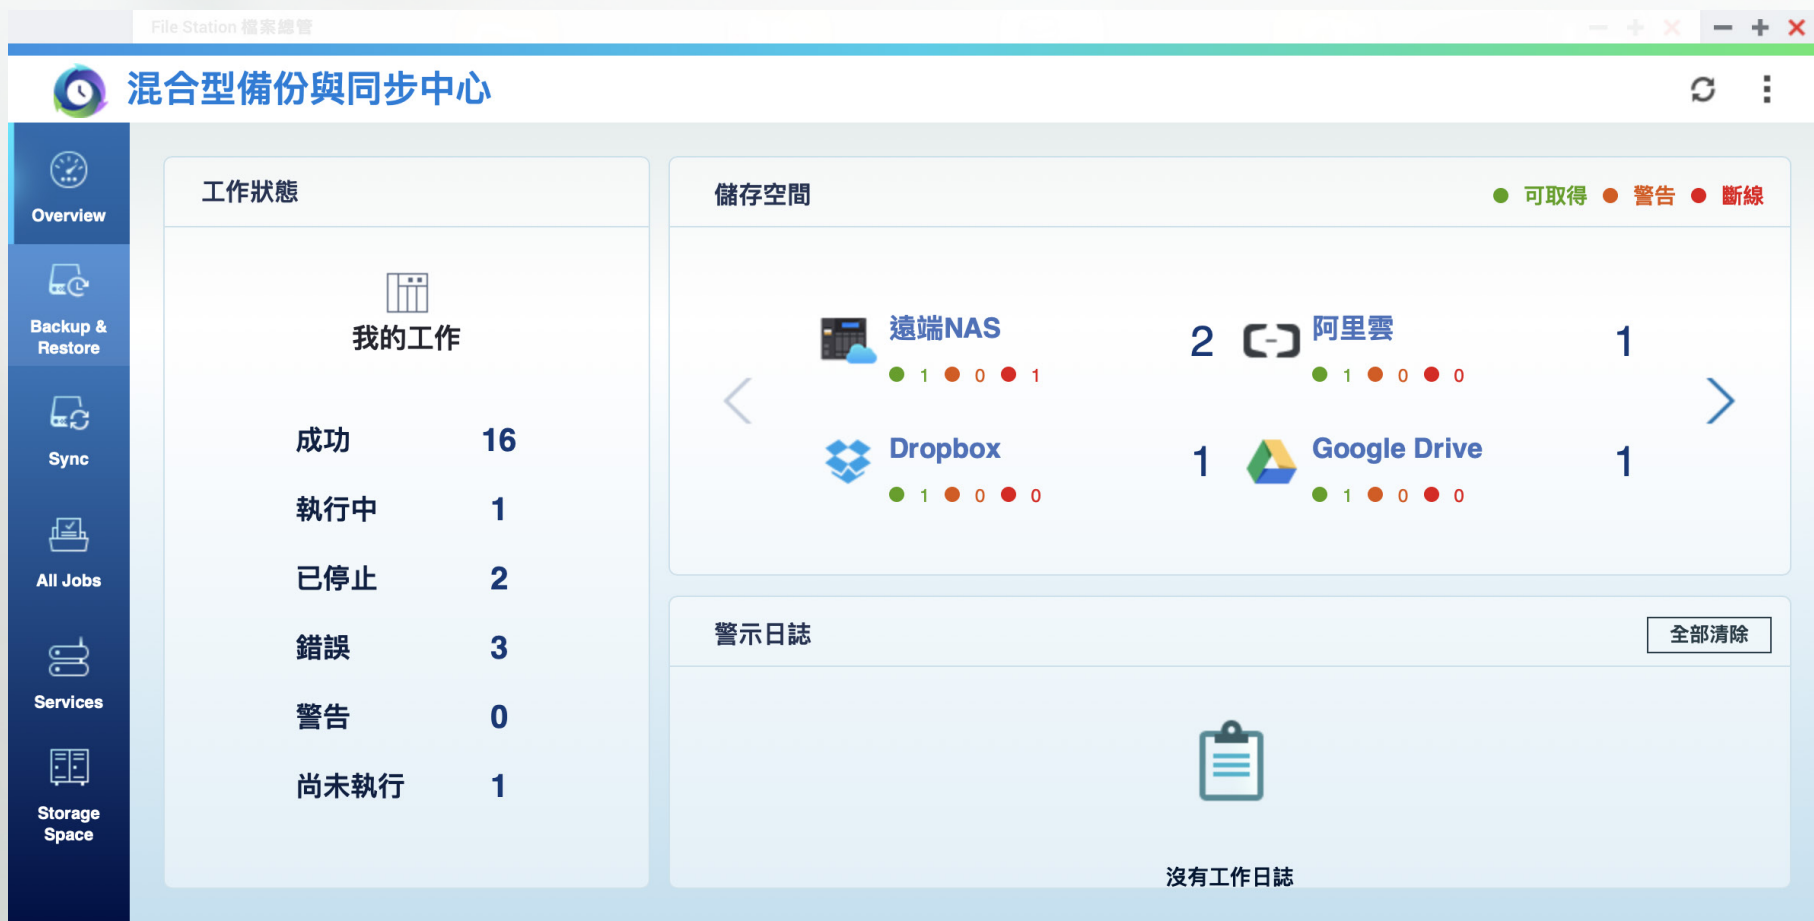 File Station 檔案總管
混合型備份與同步中心
Overview
Backup &
Restore
Sync
All Jobs
Services
Storage
Space
工作狀態
我的工作
成功 16
執行中 1
已停止 2
錯誤 3
警告 0
尚未執行 1
儲存空間
可取得 警告 斷線
遠端NAS 2
1 0 1
阿里雲 1
1 0 0
Dropbox 1
1 0 0
Google Drive 1
1 0 0
警示日誌
全部清除
沒有工作日誌